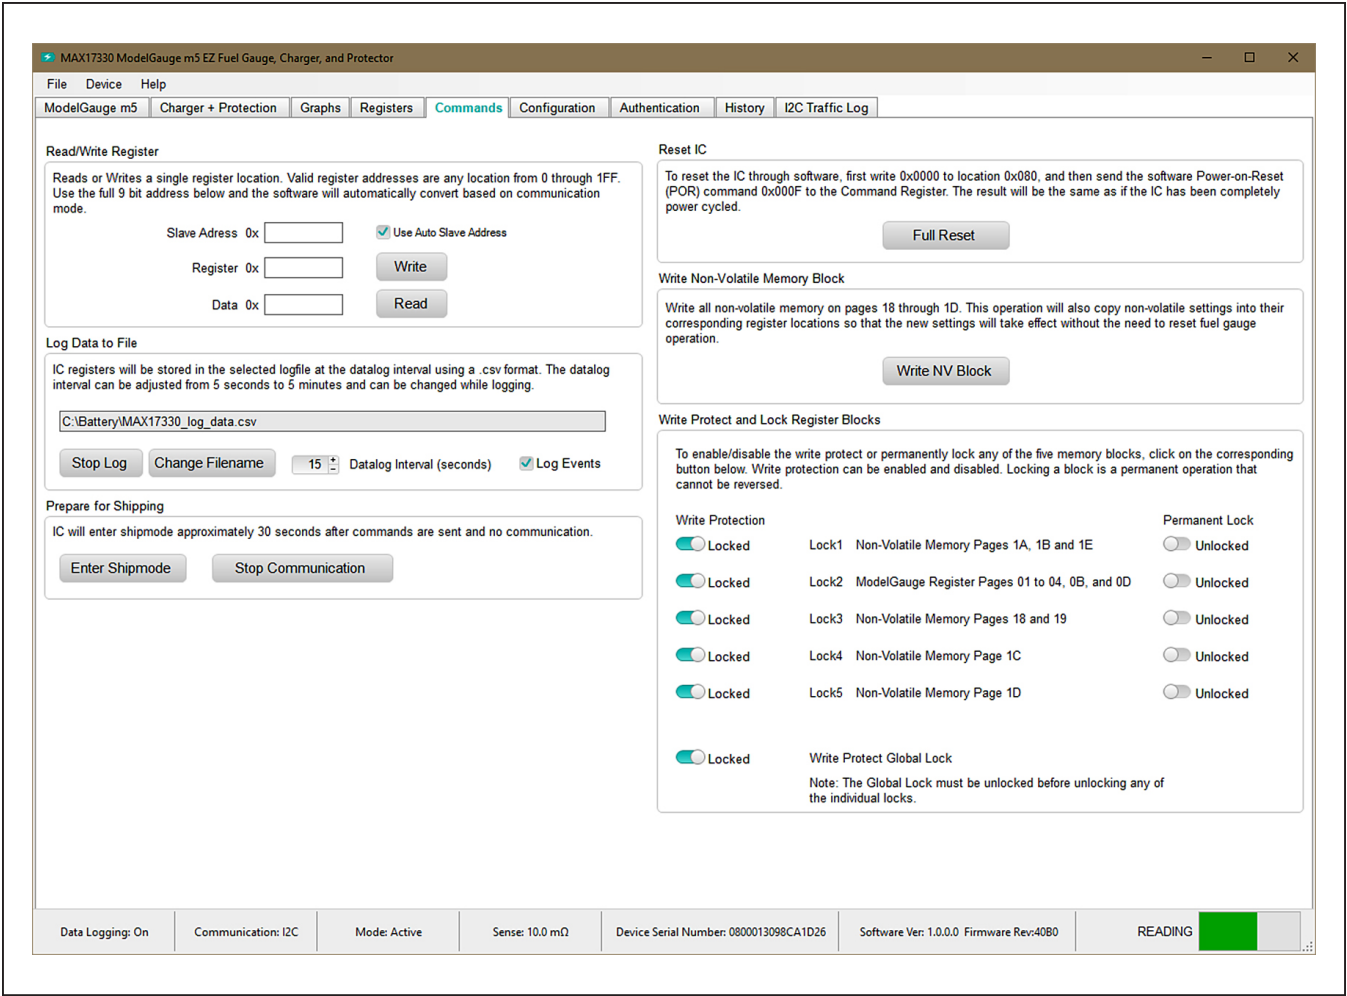 MAX17330 ModelGauge m5 EZ Fuel Gauge, Charger, and Protector
File Device Help
ModelGauge m5 Charger + Protection Graphs Registers Commands Configuration Authentication History I2C Traffic Log
Read/Write Register
Reads or Writes a single register location. Valid register addresses are any location from 0 through 1FF.
Use the full 9 bit address below and the software will automatically convert based on communication
mode.
Slave Adress 0x
Use Auto Slave Address
Register 0x
Write
Data 0x
Read
Log Data to File
IC registers will be stored in the selected logfile at the datalog interval using a .csv format. The datalog
interval can be adjusted from 5 seconds to 5 minutes and can be changed while logging.
C:\Battery\MAX17330_log_data.csv
Stop Log Change Filename 15 Datalog Interval (seconds) Log Events
Prepare for Shipping
IC will enter shipmode approximately 30 seconds after commands are sent and no communication.
Enter Shipmode Stop Communication
Reset IC
To reset the IC through software, first write 0x0000 to location 0x080, and then send the software Power-on-Reset
(POR) command 0x000F to the Command Register. The result will be the same as if the IC has been completely
power cycled.
Full Reset
Write Non-Volatile Memory Block
Write all non-volatile memory on pages 18 through 1D. This operation will also copy non-volatile settings into their
corresponding register locations so that the new settings will take effect without the need to reset fuel gauge
operation.
Write NV Block
Write Protect and Lock Register Blocks
To enable/disable the write protect or permanently lock any of the five memory blocks, click on the corresponding
button below. Write protection can be enabled and disabled. Locking a block is a permanent operation that
cannot be reversed.
Write Protection Permanent Lock
Locked Lock1 Non-Volatile Memory Pages 1A, 1B and 1E Unlocked
Locked Lock2 ModelGauge Register Pages 01 to 04, 0B, and 0D Unlocked
Locked Lock3 Non-Volatile Memory Pages 18 and 19 Unlocked
Locked Lock4 Non-Volatile Memory Page 1C Unlocked
Locked Lock5 Non-Volatile Memory Page 1D Unlocked
Locked Write Protect Global Lock
Note: The Global Lock must be unlocked before unlocking any of
the individual locks.
Data Logging: On Communication: I2C Mode: Active Sense: 10.0 mΩ Device Serial Number: 0800013098CA1D26 Software Ver: 1.0.0.0 Firmware Rev:40B0 READING